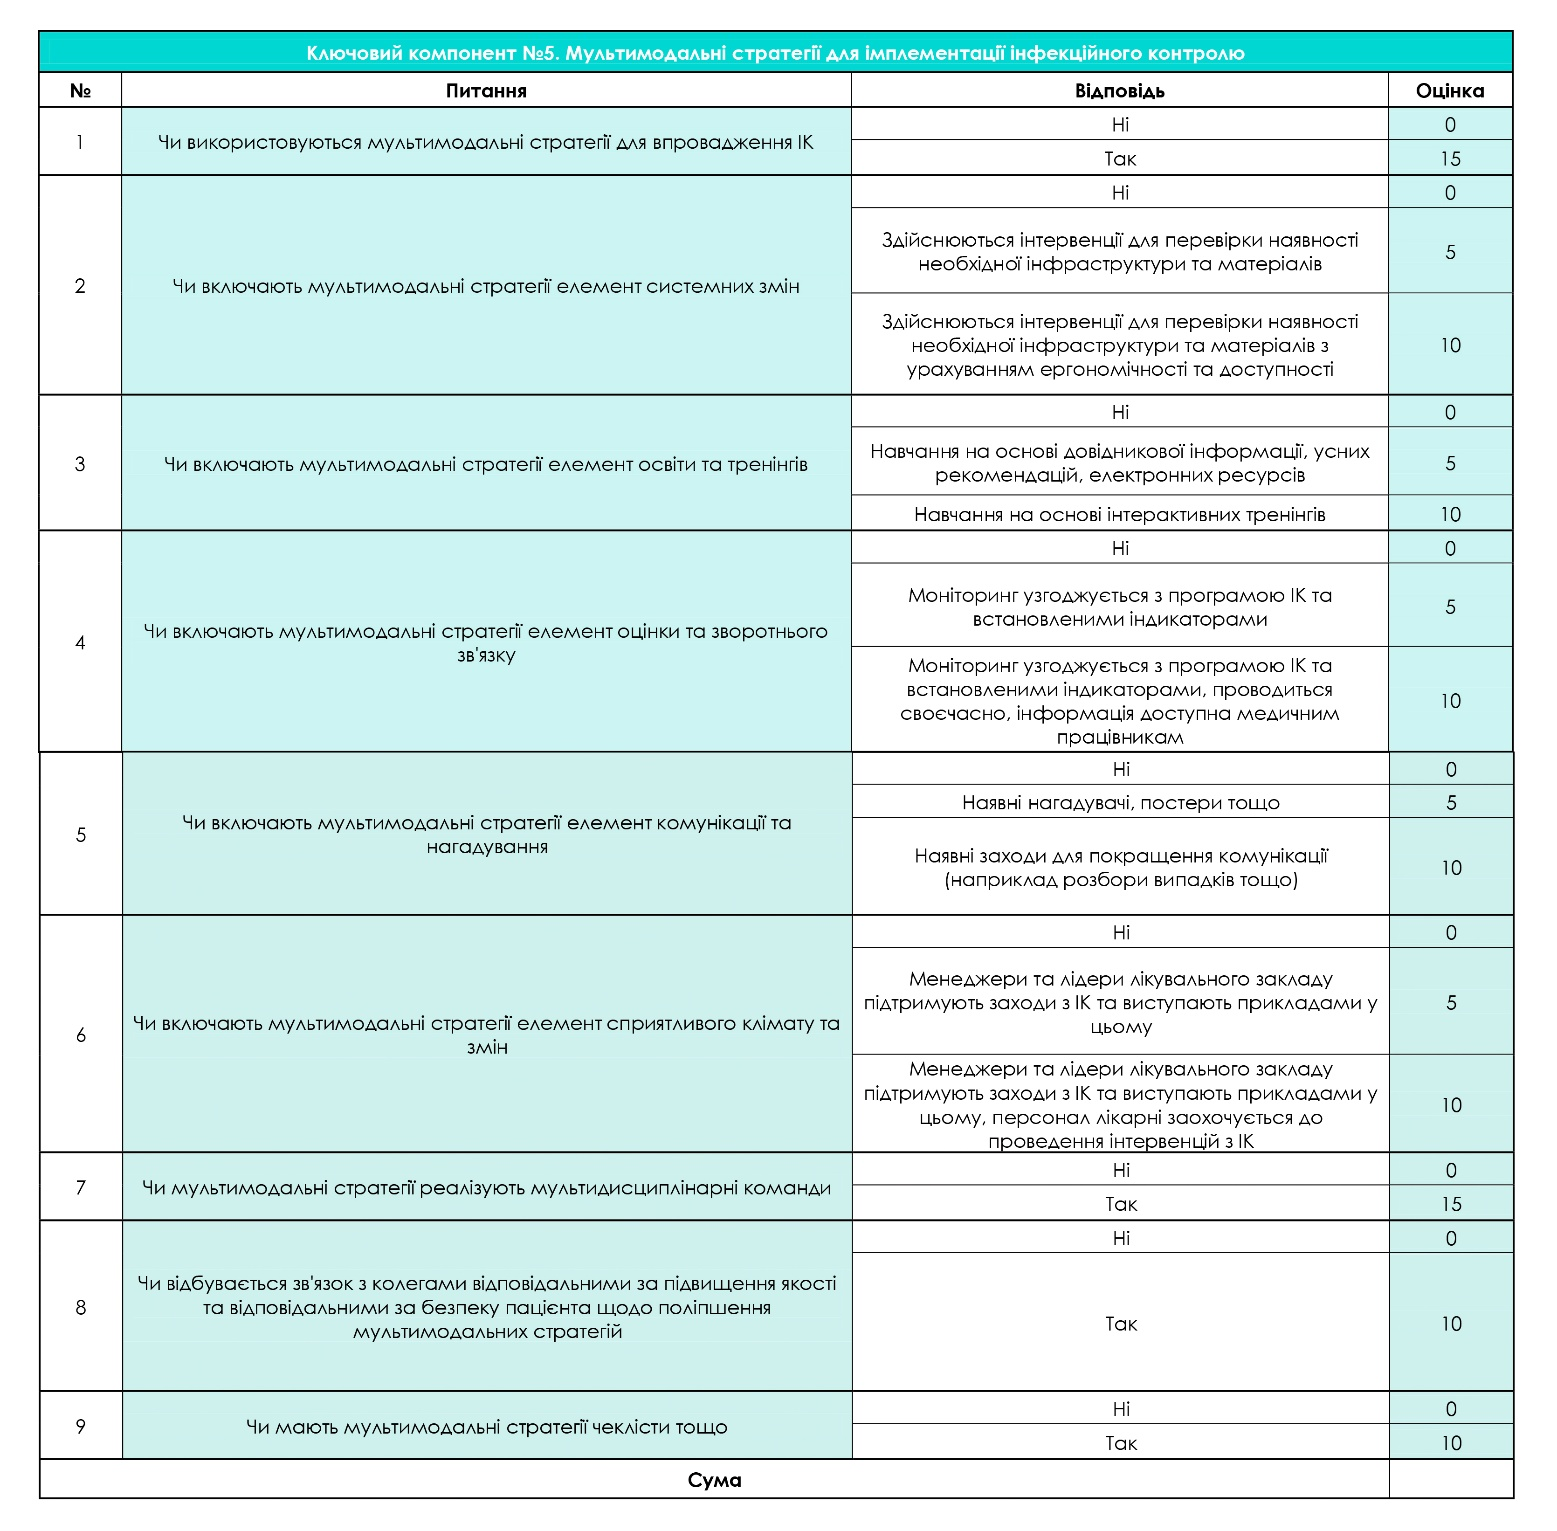 Ключовий компонент №5. Мультимодальні стратегії для імплементації інфекційного контролю
№ Питання Відповідь Оцінка
1 Чи використовуються мультимодальні стратегії для впровадження ІК
Ні 0
Так 15
2 Чи включають мультимодальні стратегії елемент системних змін
Ні 0
Здійснюються інтервенції для перевірки наявності
необхідної інфраструктури та матеріалів
5
Здійснюються інтервенції для перевірки наявності
необхідної інфраструктури та матеріалів з
урахуванням ергономічності та доступності
10
3 Чи включають мультимодальні стратегії елемент освіти та тренінгів
Ні 0
Навчання на основі довідникової інформації, усних
рекомендацій, електронних ресурсів
5
Навчання на основі інтерактивних тренінгів 10
4
Чи включають мультимодальні стратегії елемент оцінки та зворотнього
зв'язку
Ні 0
Моніторинг узгоджується з програмою ІК та
встановленими індикаторами
5
Моніторинг узгоджується з програмою ІК та
встановленими індикаторами, проводиться
своєчасно, інформація доступна медичним
працівникам
10
5
Чи включають мультимодальні стратегії елемент комунікації та
нагадування
Ні 0
Наявні нагадувачі, постери тощо 5
Наявні заходи для покращення комунікації
(наприклад розбори випадків тощо)
10
6
Чи включають мультимодальні стратегії елемент сприятливого клімату та
змін
Ні 0
Менеджери та лідери лікувального закладу
підтримують заходи з ІК та виступають прикладами у
цьому
5
Менеджери та лідери лікувального закладу
підтримують заходи з ІК та виступають прикладами у
цьому, персонал лікарні заохочується до
проведення інтервенцій з ІК
10
7 Чи мультимодальні стратегії реалізують мультидисциплінарні команди
Ні 0
Так 15
8
Чи відбувається зв'язок з колегами відповідальними за підвищення якості
та відповідальними за безпеку пацієнта щодо поліпшення
мультимодальних стратегій
Ні 0
Так 10
9 Чи мають мультимодальні стратегії чеклісти тощо
Ні 0
Так 10
Сума